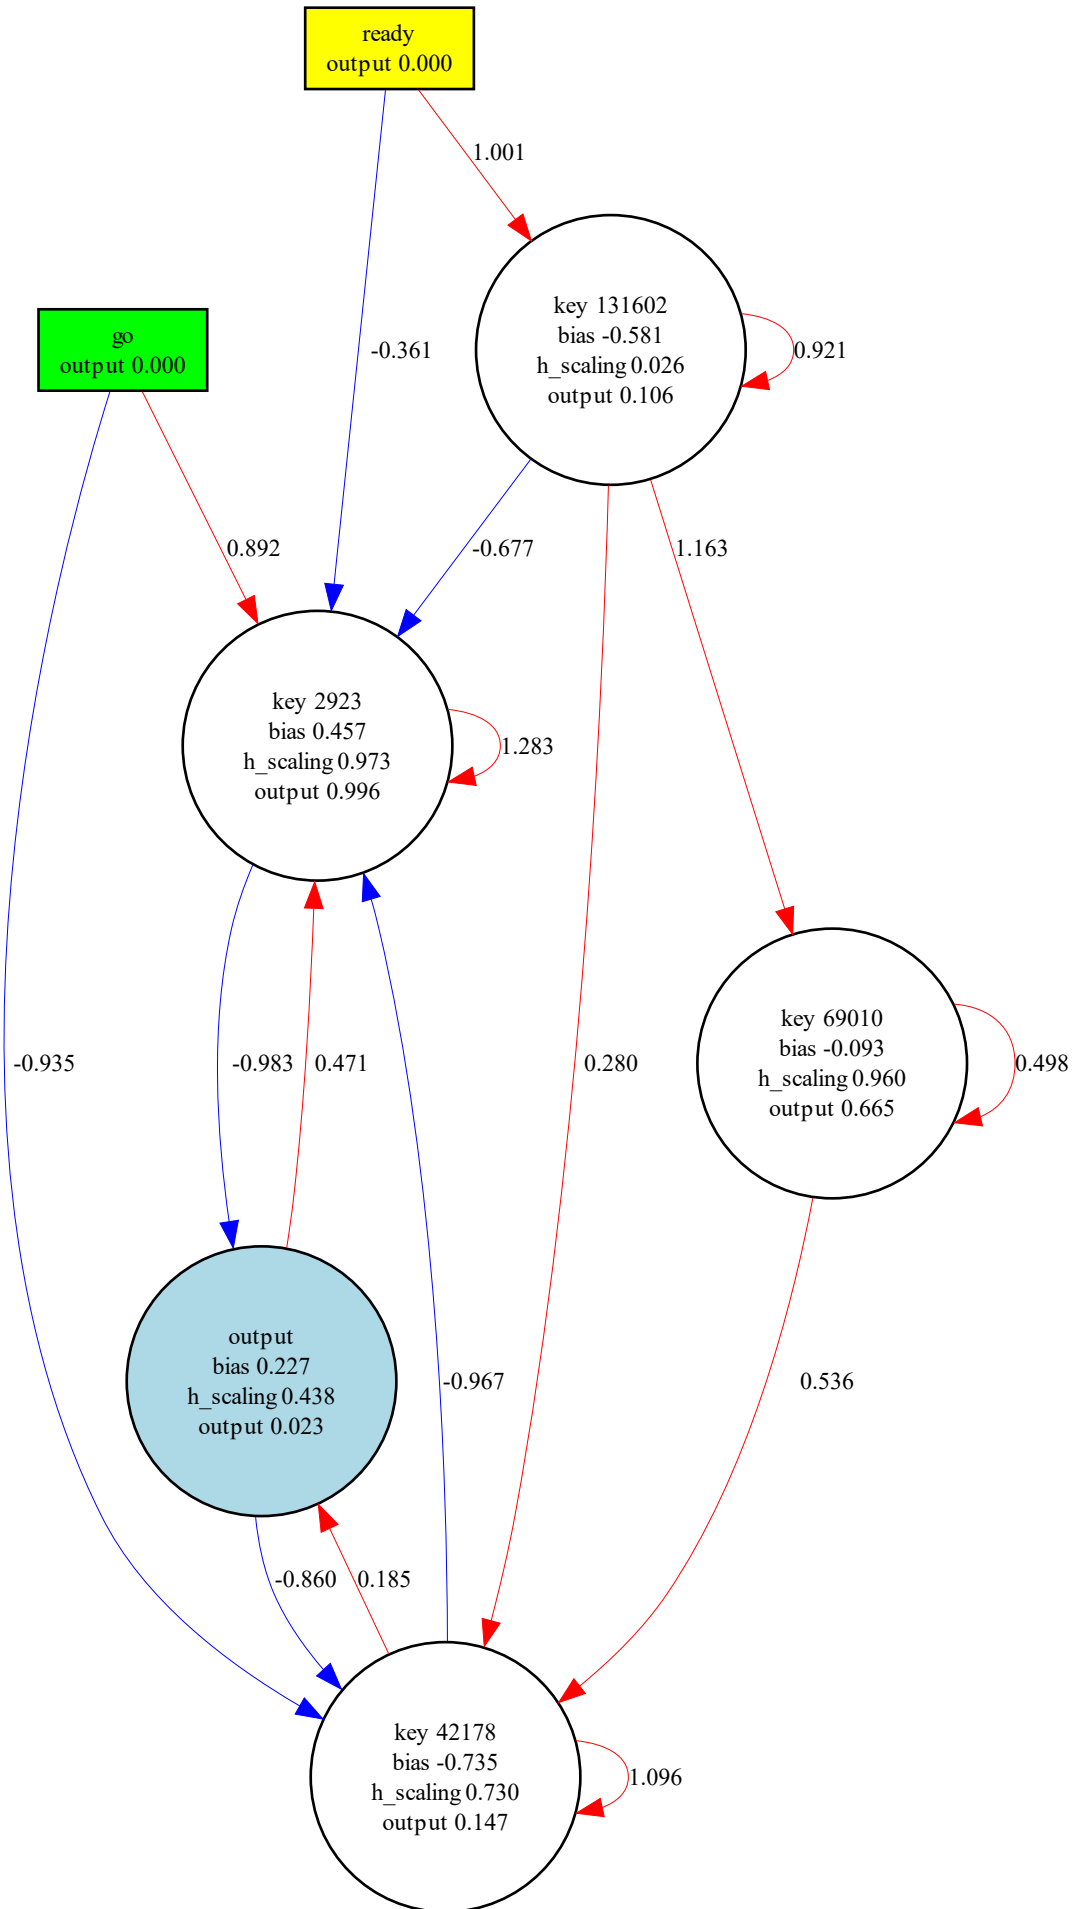 ready
output 0.000
1.001
key 131602
bias -0.581
h_scaling 0.026
output 0.106
0.921
go
output 0.000
-0.361
0.892
-0.677
1.163
key 2923
bias 0.457
h_scaling 0.973
output 0.996
1.283
key 69010
bias -0.093
h_scaling 0.960
output 0.665
0.498
-0.935
-0.983
0.471
0.280
output
bias 0.227
h_scaling 0.438
output 0.023
-0.967
0.536
-0.860
0.185
key 42178
bias -0.735
h_scaling 0.730
output 0.147
1.096